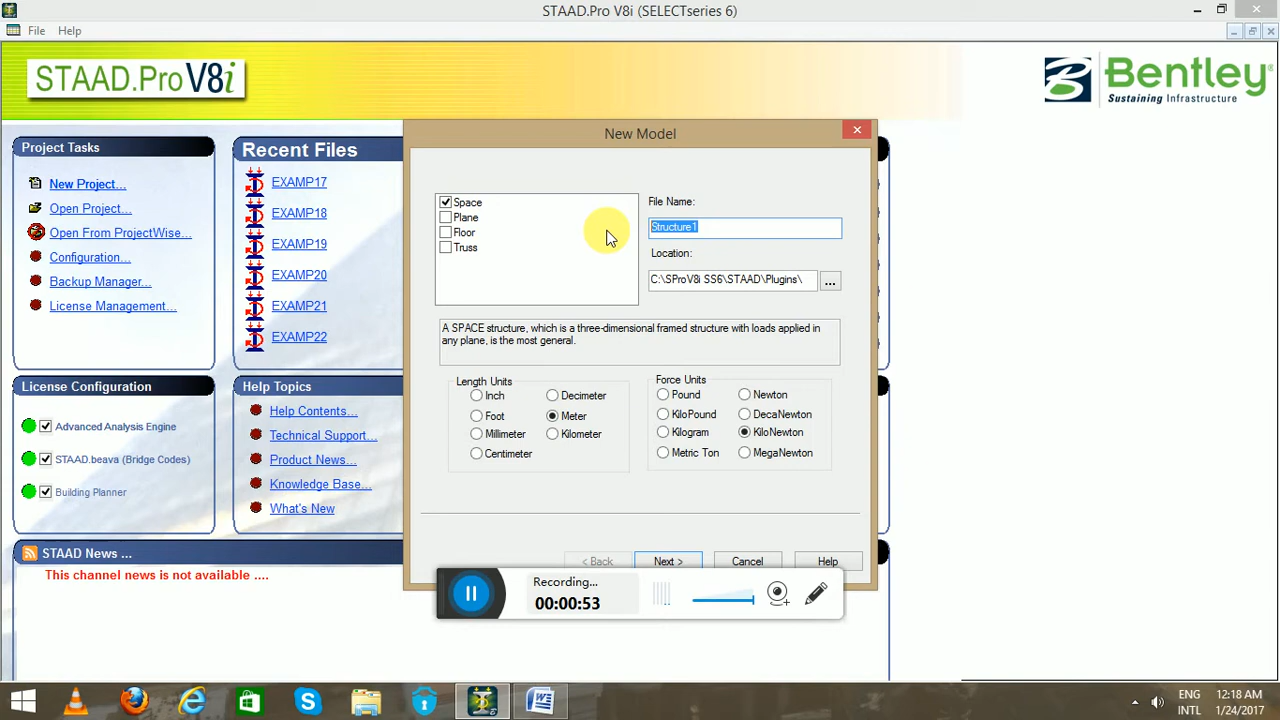 STAAD.Pro V8i (SELECTseries 6)
File Help
STAAD.Pro V8i
Bentley
Sustaining Infrastructure
Project Tasks
New Project...
Open Project...
Open From ProjectWise...
Configuration...
Backup Manager...
License Management...
Recent Files
EXAMP17
EXAMP18
EXAMP19
EXAMP20
EXAMP21
EXAMP22
License Configuration
Advanced Analysis Engine
STAAD.beava (Bridge Codes)
Building Planner
Help Topics
Help Contents...
Technical Support...
Product News...
Knowledge Base...
What's New
STAAD News ...
This channel news is not available ....
New Model
Space
Plane
Floor
Truss
File Name:
Structure1
Location:
C:\SProV8i SS6\STAAD\Plugins\
...
A SPACE structure, which is a three-dimensional framed structure with loads applied in
any plane, is the most general.
Length Units
Inch Decimeter
Foot Meter
Millimeter Kilometer
Centimeter
Force Units
Pound Newton
KiloPound DecaNewton
Kilogram KiloNewton
Metric Ton MegaNewton
< Back Next > Cancel Help
Recording...
00:00:53
ENG
INTL
12:18 AM
1/24/2017